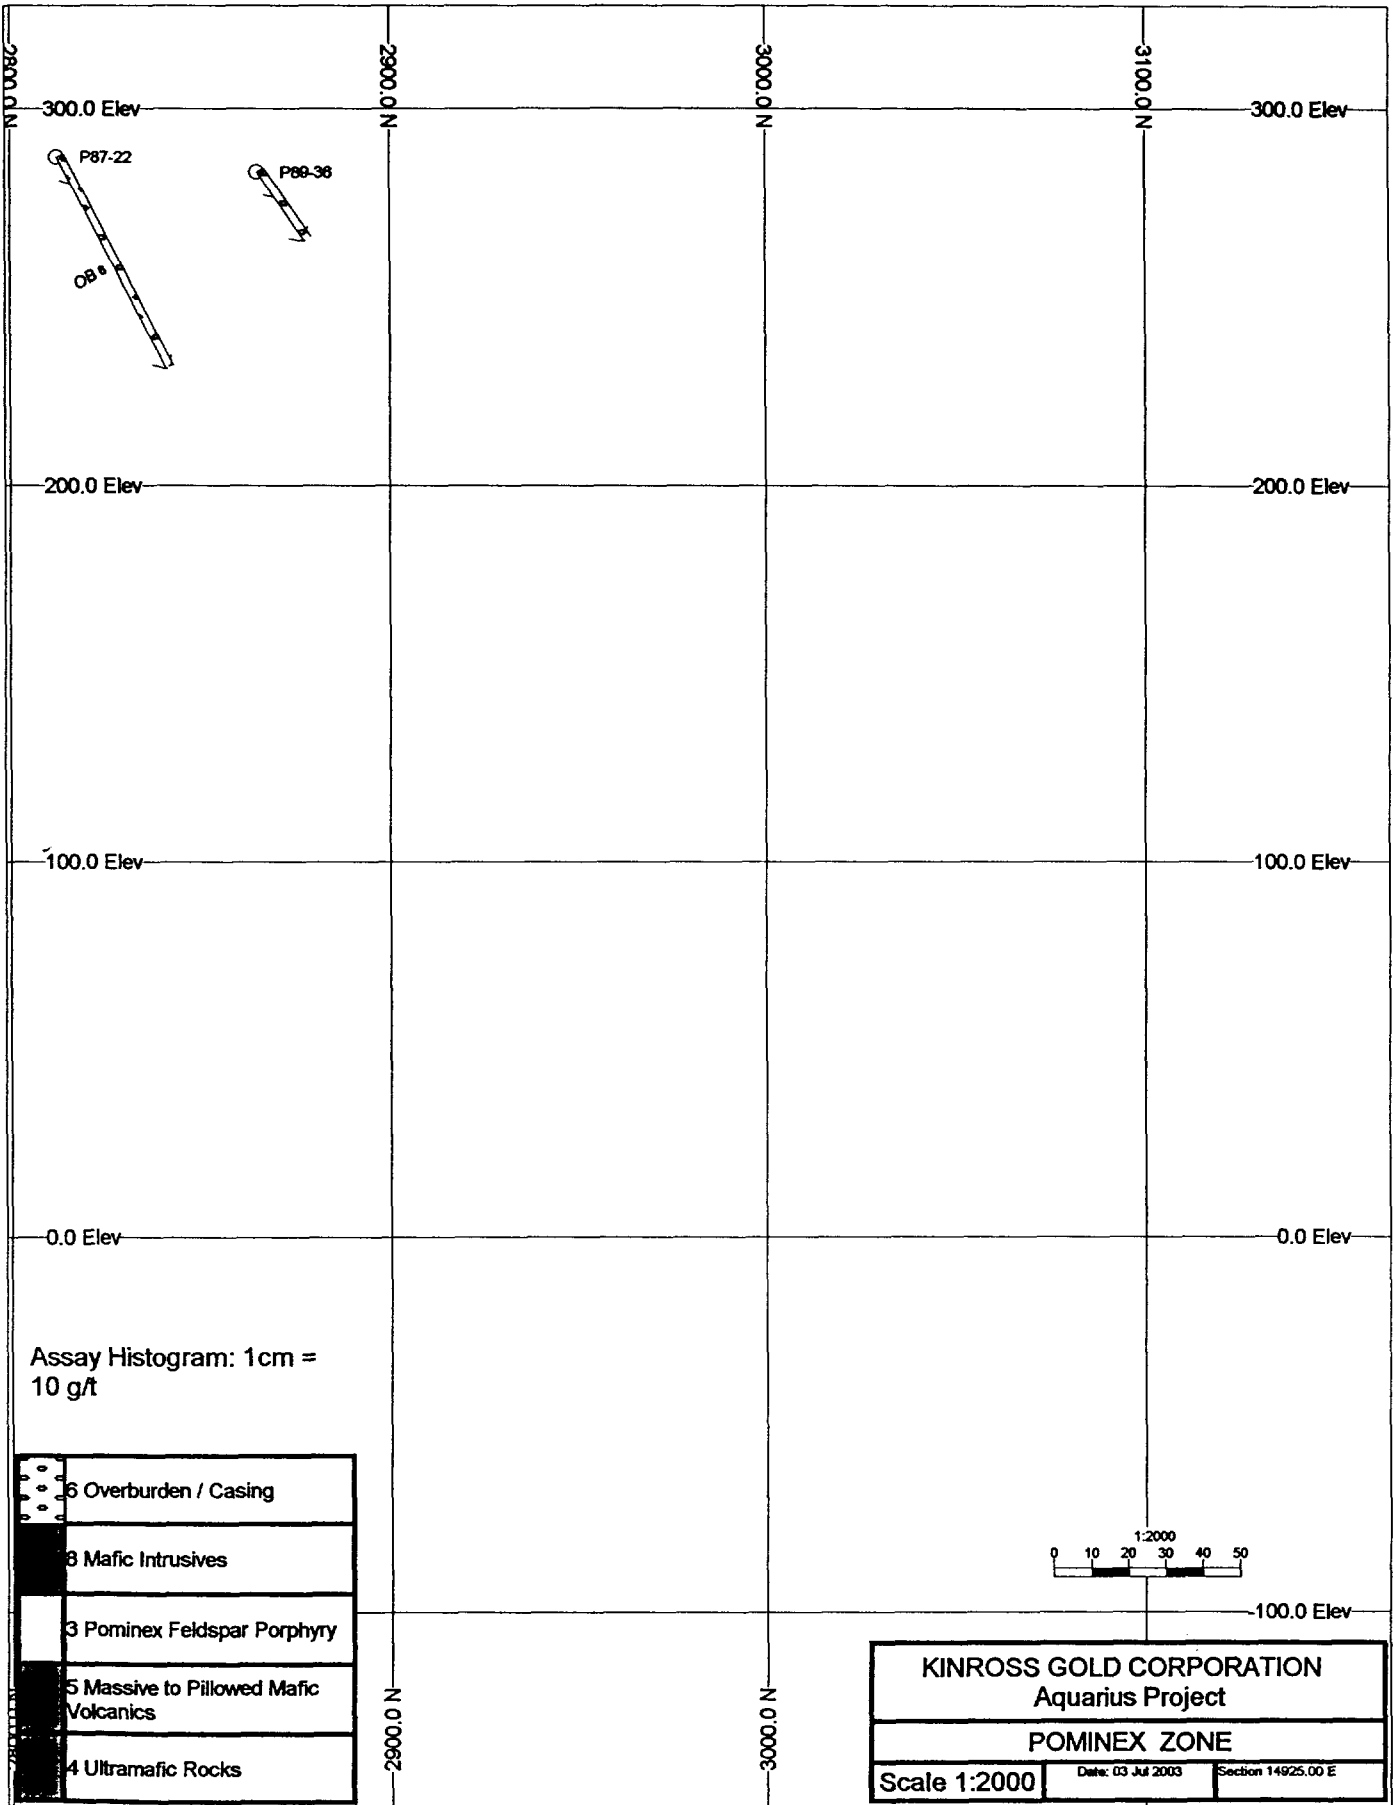 2800.0 N
2900.0 N
3000.0 N
3100.0 N
300.0 Elev
300.0 Elev
P87-22
P89-36
OB 6
200.0 Elev
200.0 Elev
100.0 Elev
100.0 Elev
0.0 Elev
0.0 Elev
Assay Histogram: 1cm =
10 g/t
6 Overburden / Casing
8 Mafic Intrusives
3 Pominex Feldspar Porphyry
5 Massive to Pillowed Mafic
Volcanics
4 Ultramafic Rocks
1:2000
0 10 20 30 40 50
-100.0 Elev
2800.0 N
2900.0 N
3000.0 N
KINROSS GOLD CORPORATION
Aquarius Project
POMINEX ZONE
Scale 1:2000
Date: 03 Jul 2003
Section 14925.00 E